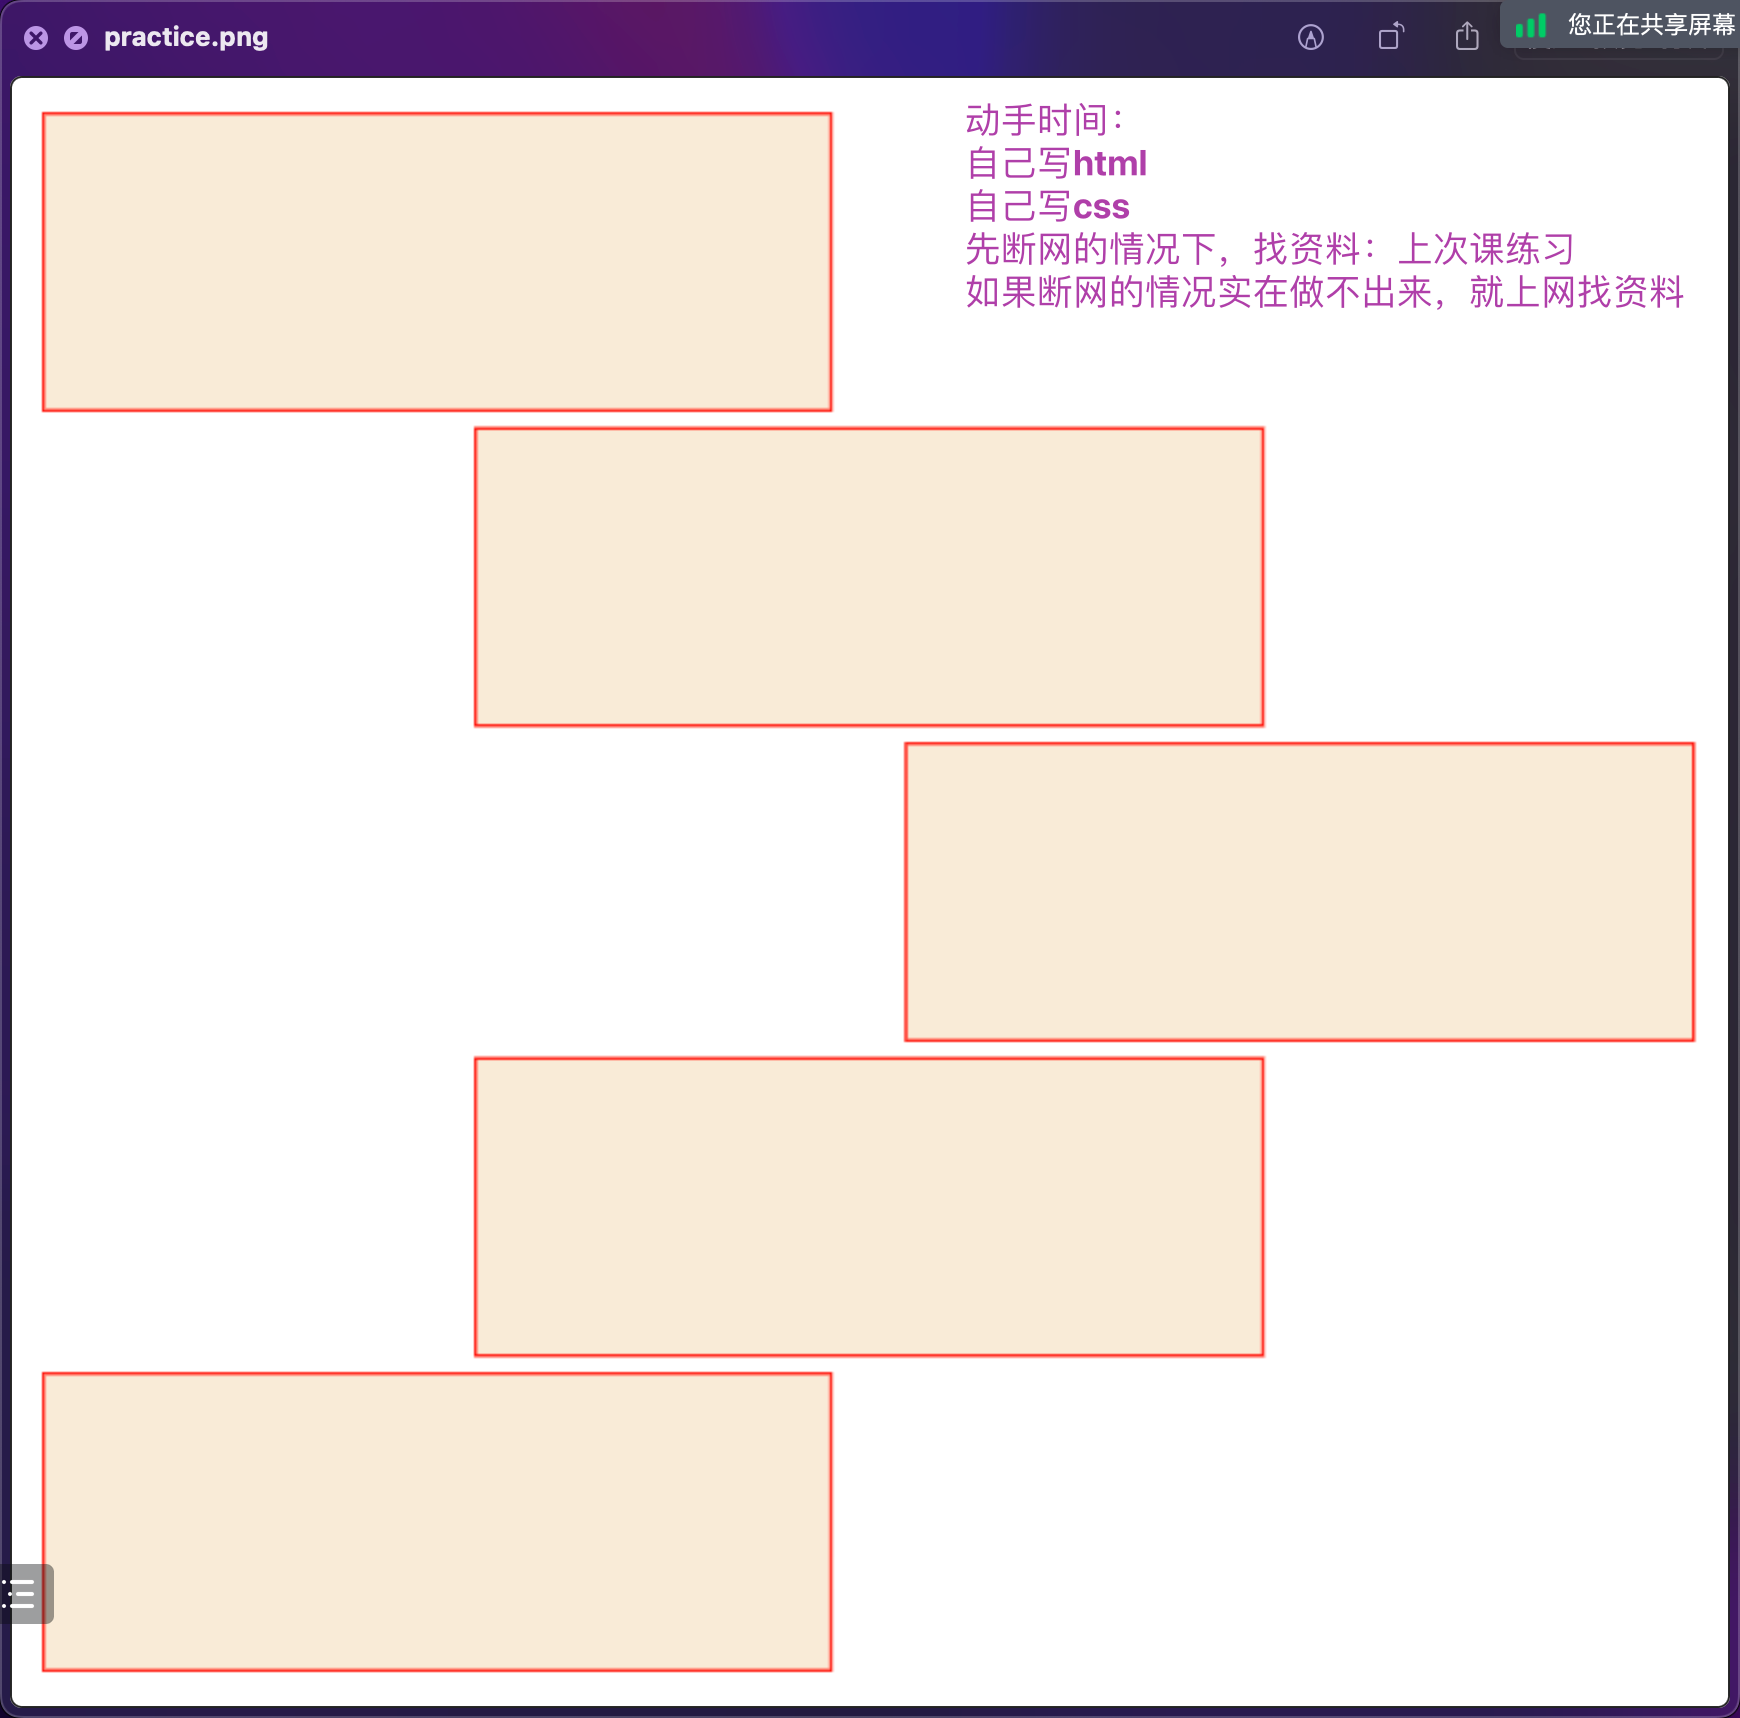 practice.png
您正在共享屏幕
动手时间：
自己写html
自己写css
先断网的情况下，找资料：上次课练习
如果断网的情况实在做不出来，就上网找资料